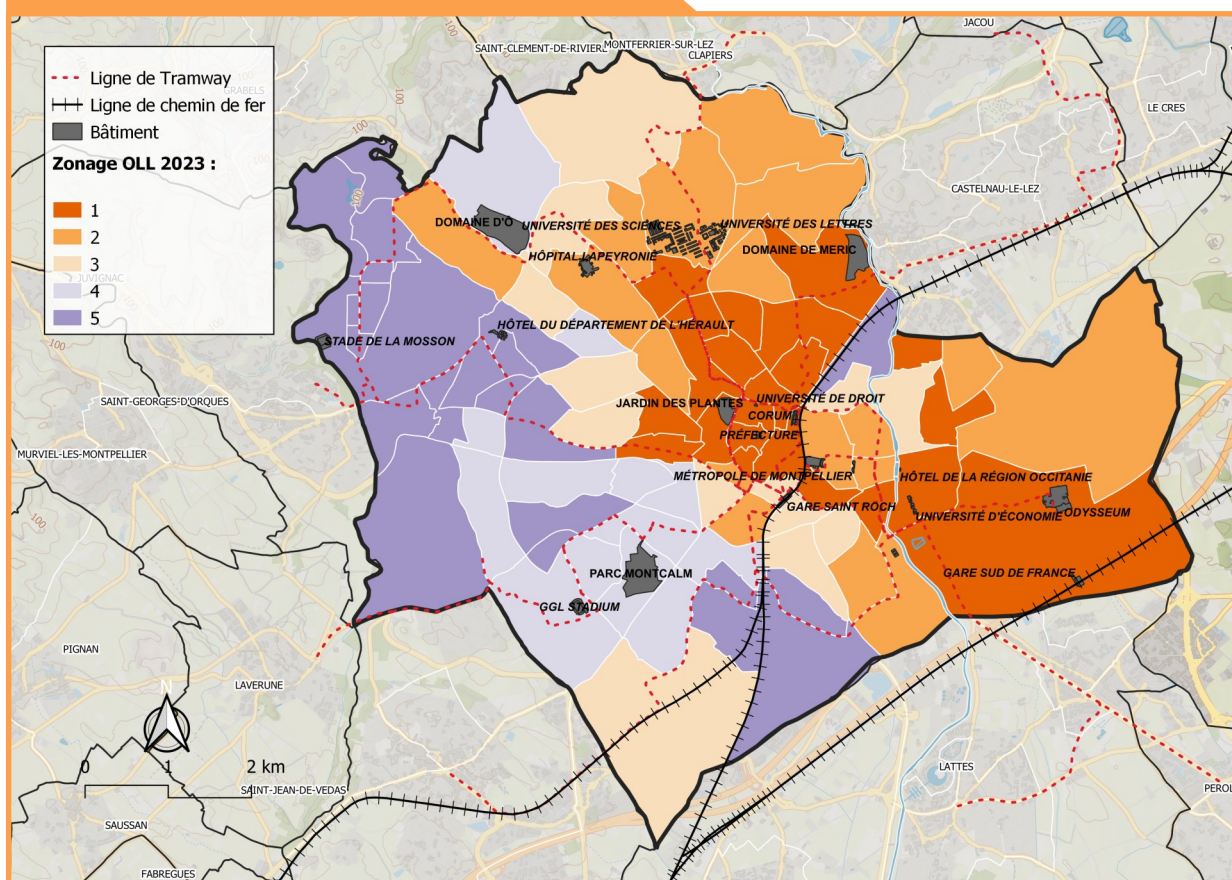 Ligne de Tramway
Ligne de chemin de fer
Bâtiment
Zonage OLL 2023 :
1
2
3
4
5
JACOU
SAINT-CLEMENT-DE-RIVIERE
MONTFERRIER-SUR-LEZ
CLAPIERS
GRABELS
100
100
LE CRES
100
CASTELNAU-LE-LEZ
DOMAINE D'O
UNIVERSITÉ DES SCIENCES
UNIVERSITÉ DES LETTRES
HÔPITAL LAPEYRONIE
DOMAINE DE MERIC
JUVIGNAC
HÔTEL DU DÉPARTEMENT DE L'HÉRAULT
STADE DE LA MOSSON
100
SAINT-GEORGES-D'ORQUES
JARDIN DES PLANTES
UNIVERSITÉ DE DROIT
CORUM
PRÉFECTURE
MURVIEL-LES-MONTPELLIER
MÉTROPOLE DE MONTPELLIER
HÔTEL DE LA RÉGION OCCITANIE
GARE SAINT ROCH
UNIVERSITÉ D'ÉCONOMIE
ODYSSEUM
100
PARC MONTCALM
GARE SUD DE FRANCE
GGL STADIUM
PIGNAN
LAVERUNE
N
0 1 2 km
SAINT-JEAN-DE-VEDAS
LATTES
PEROL
SAUSSAN
FABREGUES